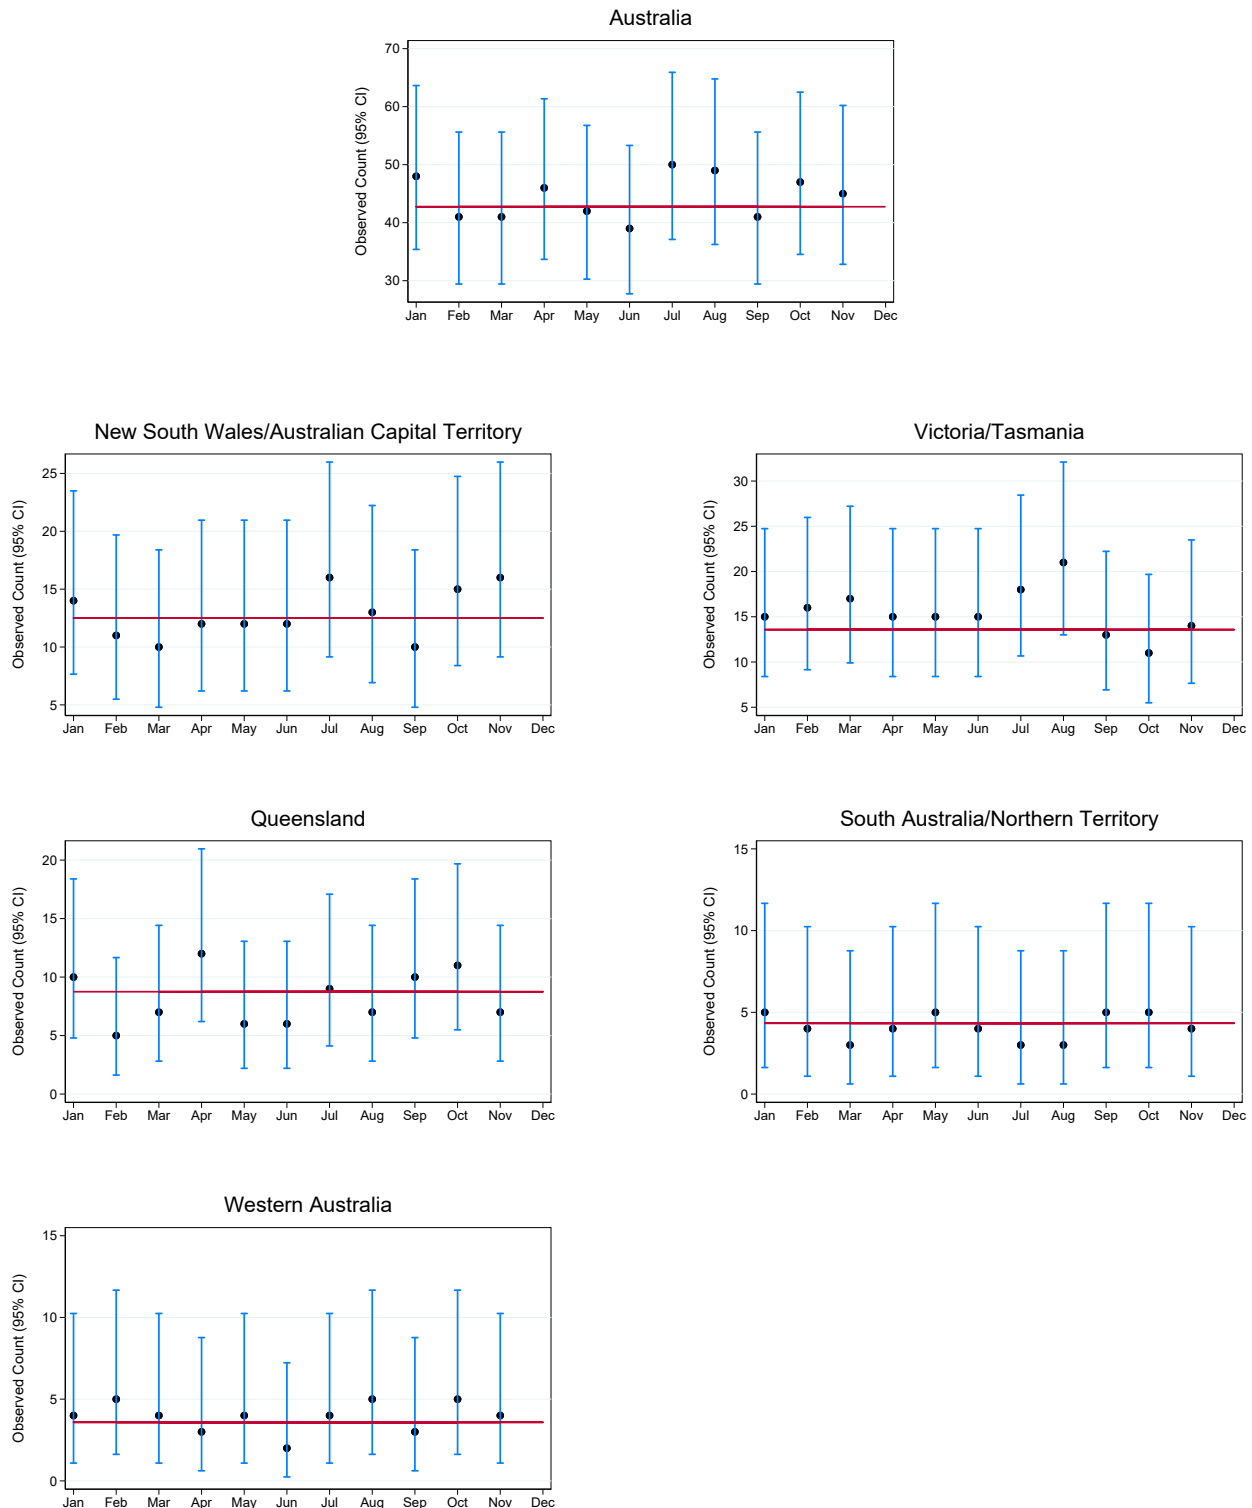 Australia
Observed Count (95% CI)
70
60
50
40
30
Jan Feb Mar Apr May Jun Jul Aug Sep Oct Nov Dec
New South Wales/Australian Capital Territory
Observed Count (95% CI)
25
20
15
10
5
Jan Feb Mar Apr May Jun Jul Aug Sep Oct Nov Dec
Victoria/Tasmania
Observed Count (95% CI)
30
25
20
15
10
5
Jan Feb Mar Apr May Jun Jul Aug Sep Oct Nov Dec
Queensland
Observed Count (95% CI)
20
15
10
5
0
Jan Feb Mar Apr May Jun Jul Aug Sep Oct Nov Dec
South Australia/Northern Territory
Observed Count (95% CI)
15
10
5
0
Jan Feb Mar Apr May Jun Jul Aug Sep Oct Nov Dec
Western Australia
Observed Count (95% CI)
15
10
5
0
Jan Feb Mar Apr May Jun Jul Aug Sep Oct Nov Dec